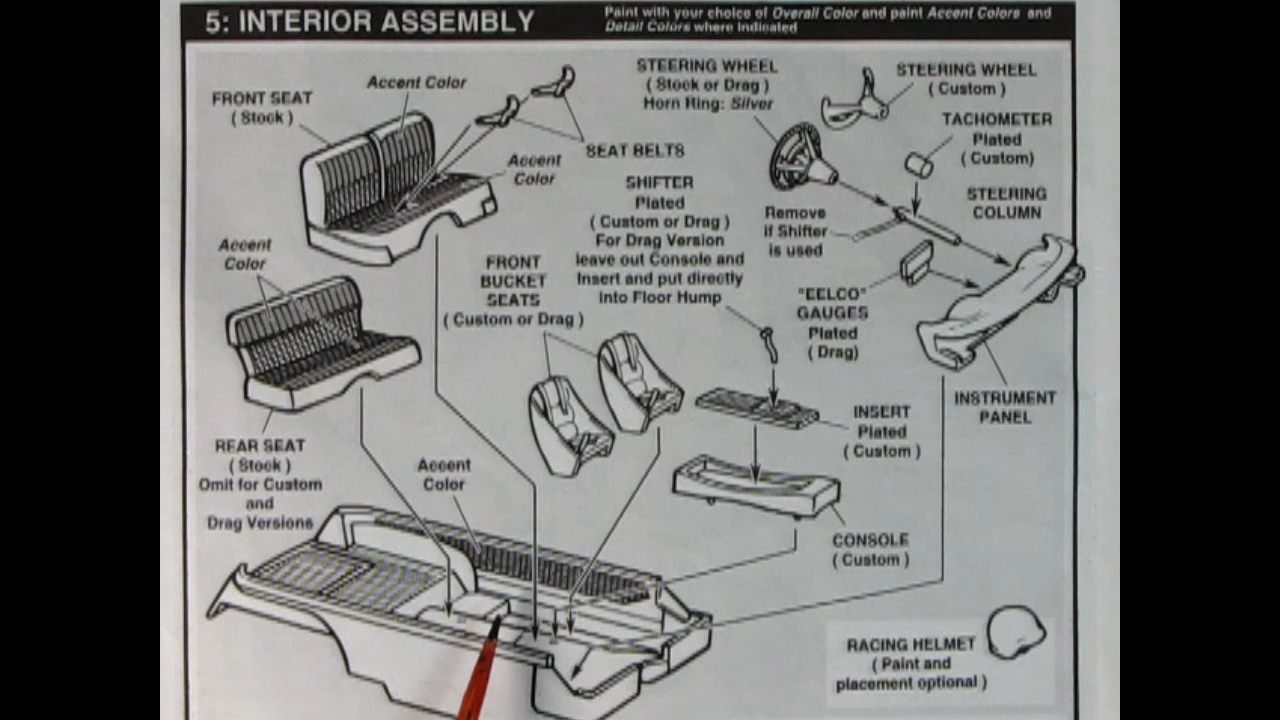 5: INTERIOR ASSEMBLY
Paint with your choice of Overall Color and paint Accent Colors and
Detail Colors where indicated
FRONT SEAT
( Stock )
Accent Color
SEAT BELTS
Accent
Color
STEERING WHEEL
( Stock or Drag )
Horn Ring: Silver
STEERING WHEEL
( Custom )
TACHOMETER
Plated
( Custom)
STEERING
COLUMN
Remove
if Shifter
is used
SHIFTER
Plated
( Custom or Drag )
For Drag Version
leave out Console and
Insert and put directly
into Floor Hump
Accent
Color
FRONT
BUCKET
SEATS
( Custom or Drag )
"EELCO"
GAUGES
Plated
( Drag)
INSTRUMENT
PANEL
INSERT
Plated
( Custom )
REAR SEAT
( Stock )
Omit for Custom
and
Drag Versions
Accent
Color
CONSOLE
( Custom )
RACING HELMET
( Paint and
placement optional )